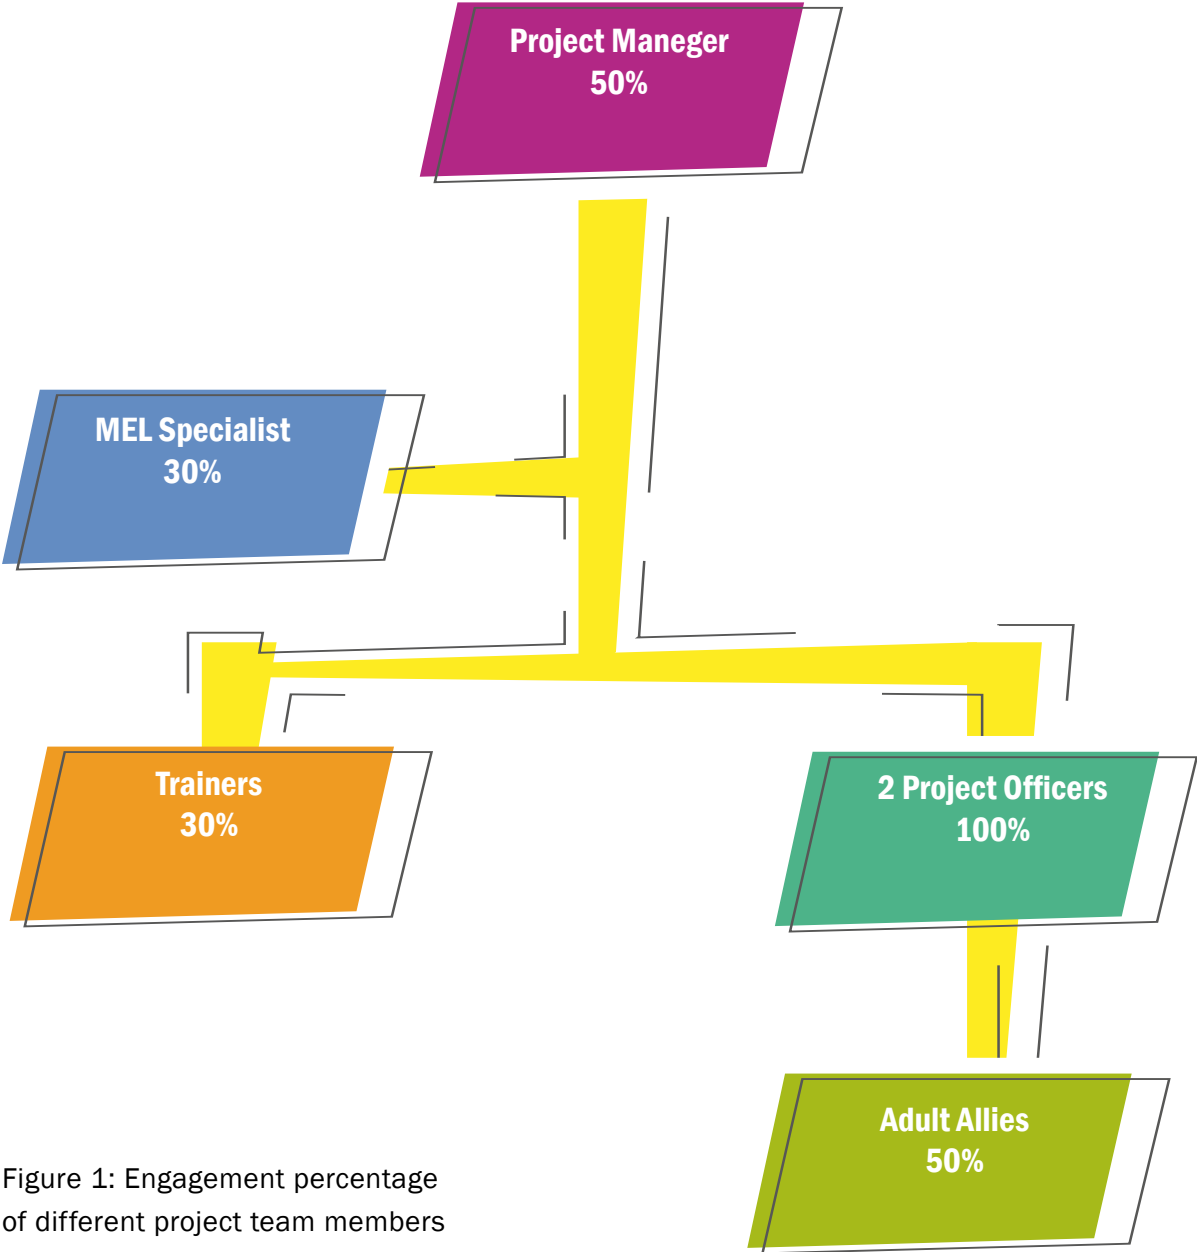 Project Maneger
50%
MEL Specialist
30%
Trainers
30%
2 Project Officers
100%
Adult Allies
50%
Figure 1: Engagement percentage
of different project team members